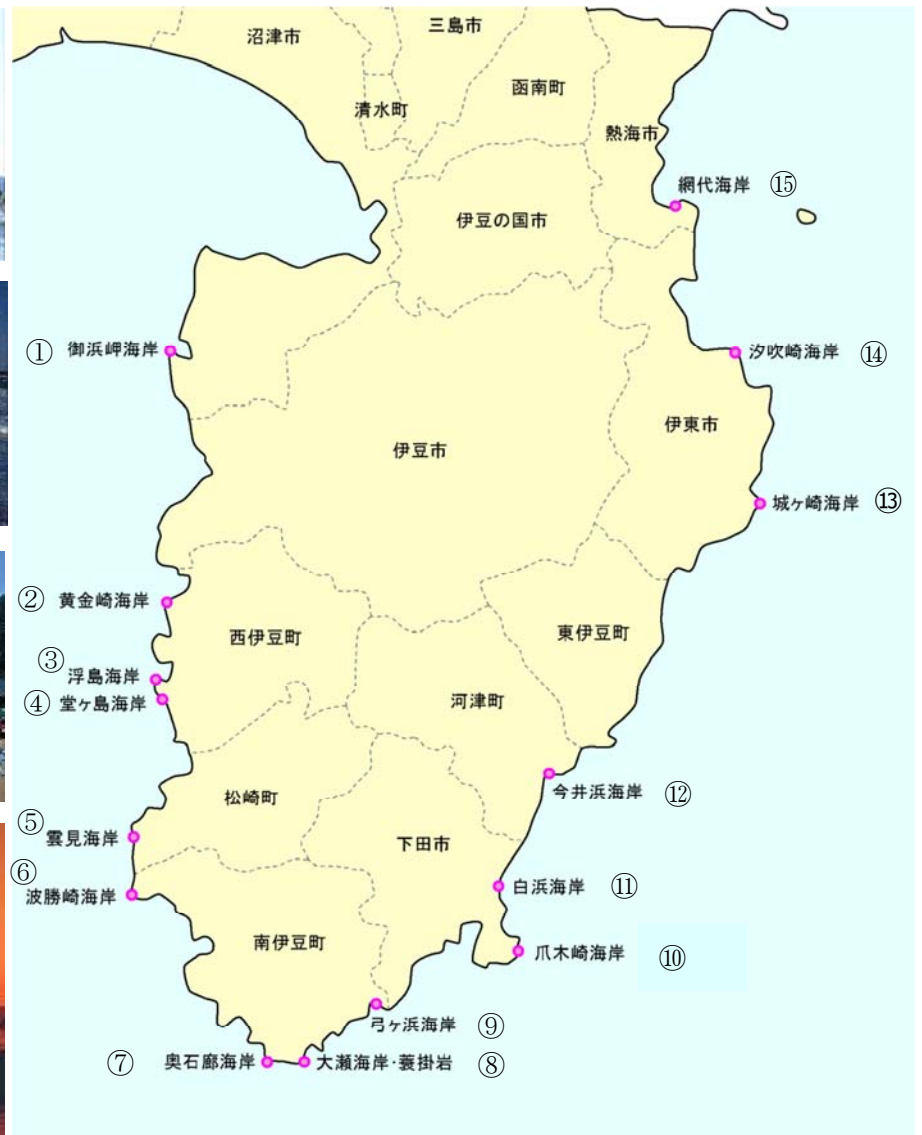 沼津市
三島市
函南町
清水町
熱海市
網代海岸 ⑮
伊豆の国市
① 御浜岬海岸
汐吹崎海岸 ⑭
伊東市
伊豆市
城ヶ崎海岸 ⑬
② 黄金崎海岸
西伊豆町
東伊豆町
③ 浮島海岸
④ 堂ヶ島海岸
河津町
今井浜海岸 ⑫
松崎町
⑤ 雲見海岸
下田市
⑥ 波勝崎海岸
白浜海岸 ⑪
南伊豆町
爪木崎海岸 ⑩
弓ヶ浜海岸 ⑨
⑦ 奥石廊海岸
大瀬海岸・蓑掛岩 ⑧